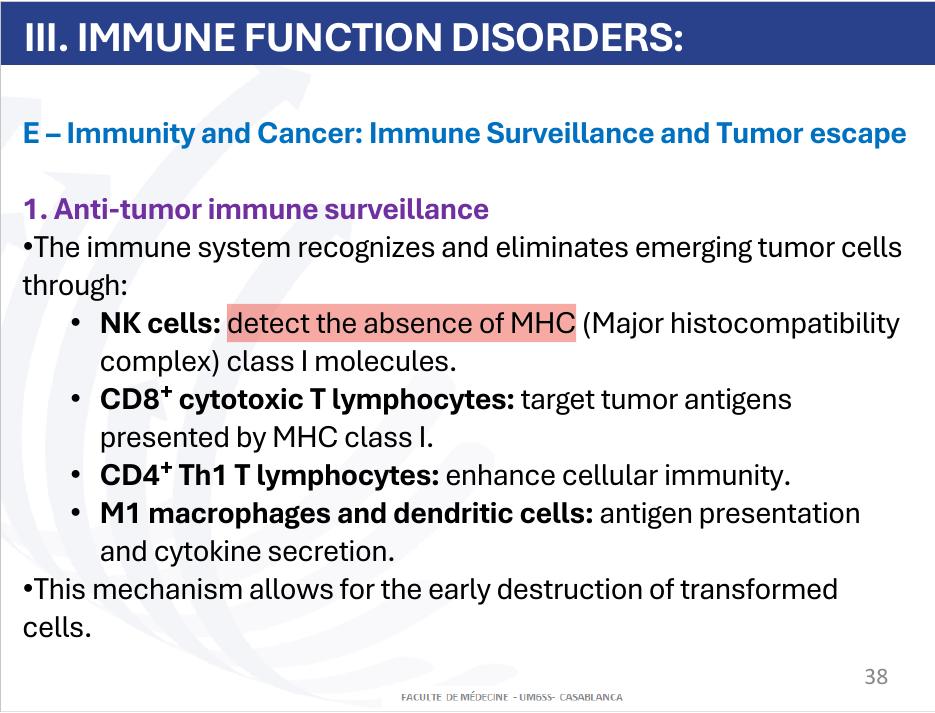 III. IMMUNE FUNCTION DISORDERS:
E – Immunity and Cancer: Immune Surveillance and Tumor escape
1. Anti-tumor immune surveillance
•The immune system recognizes and eliminates emerging tumor cells
through:
• NK cells: detect the absence of MHC (Major histocompatibility
complex) class I molecules.
• CD8⁺ cytotoxic T lymphocytes: target tumor antigens
presented by MHC class I.
• CD4⁺ Th1 T lymphocytes: enhance cellular immunity.
• M1 macrophages and dendritic cells: antigen presentation
and cytokine secretion.
•This mechanism allows for the early destruction of transformed
cells.
38
FACULTE DE MÉDECINE - UM6SS- CASABLANCA